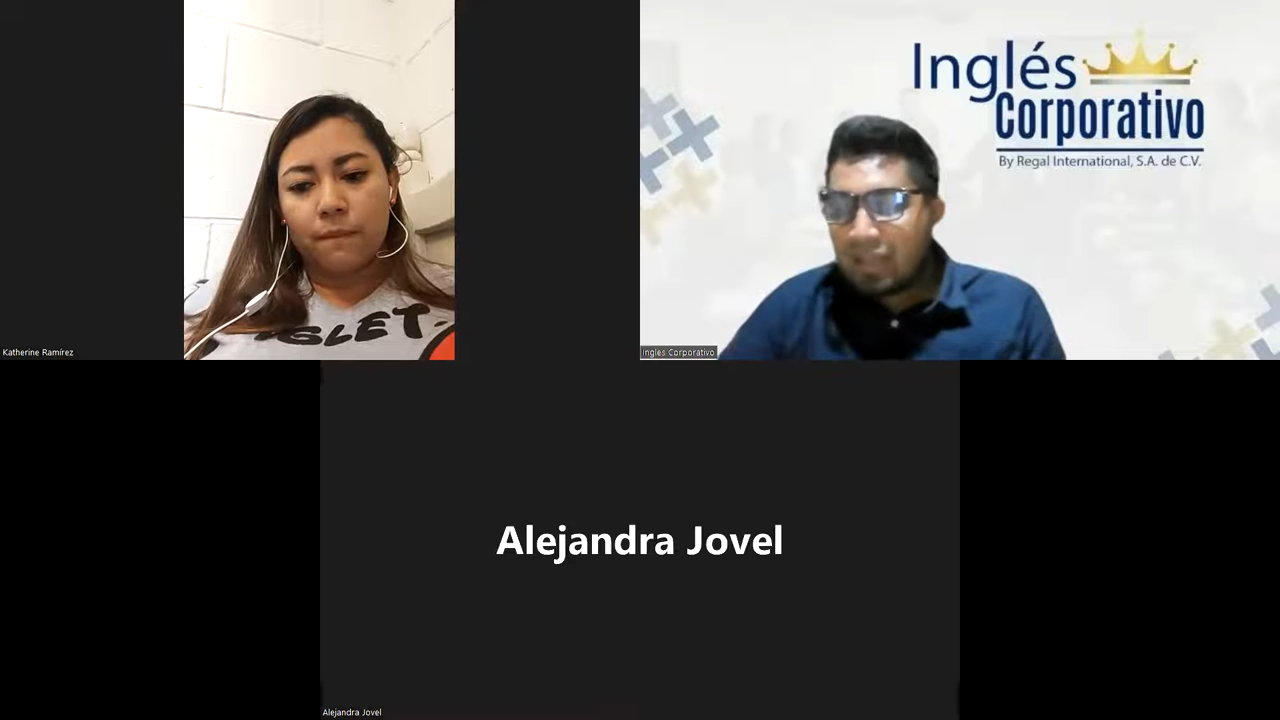 Inglés
Corporativo
By Regal International, S.A. de C.V.
Katherine Ramírez
Ingles Corporativo
Alejandra Jovel
Alejandra Jovel